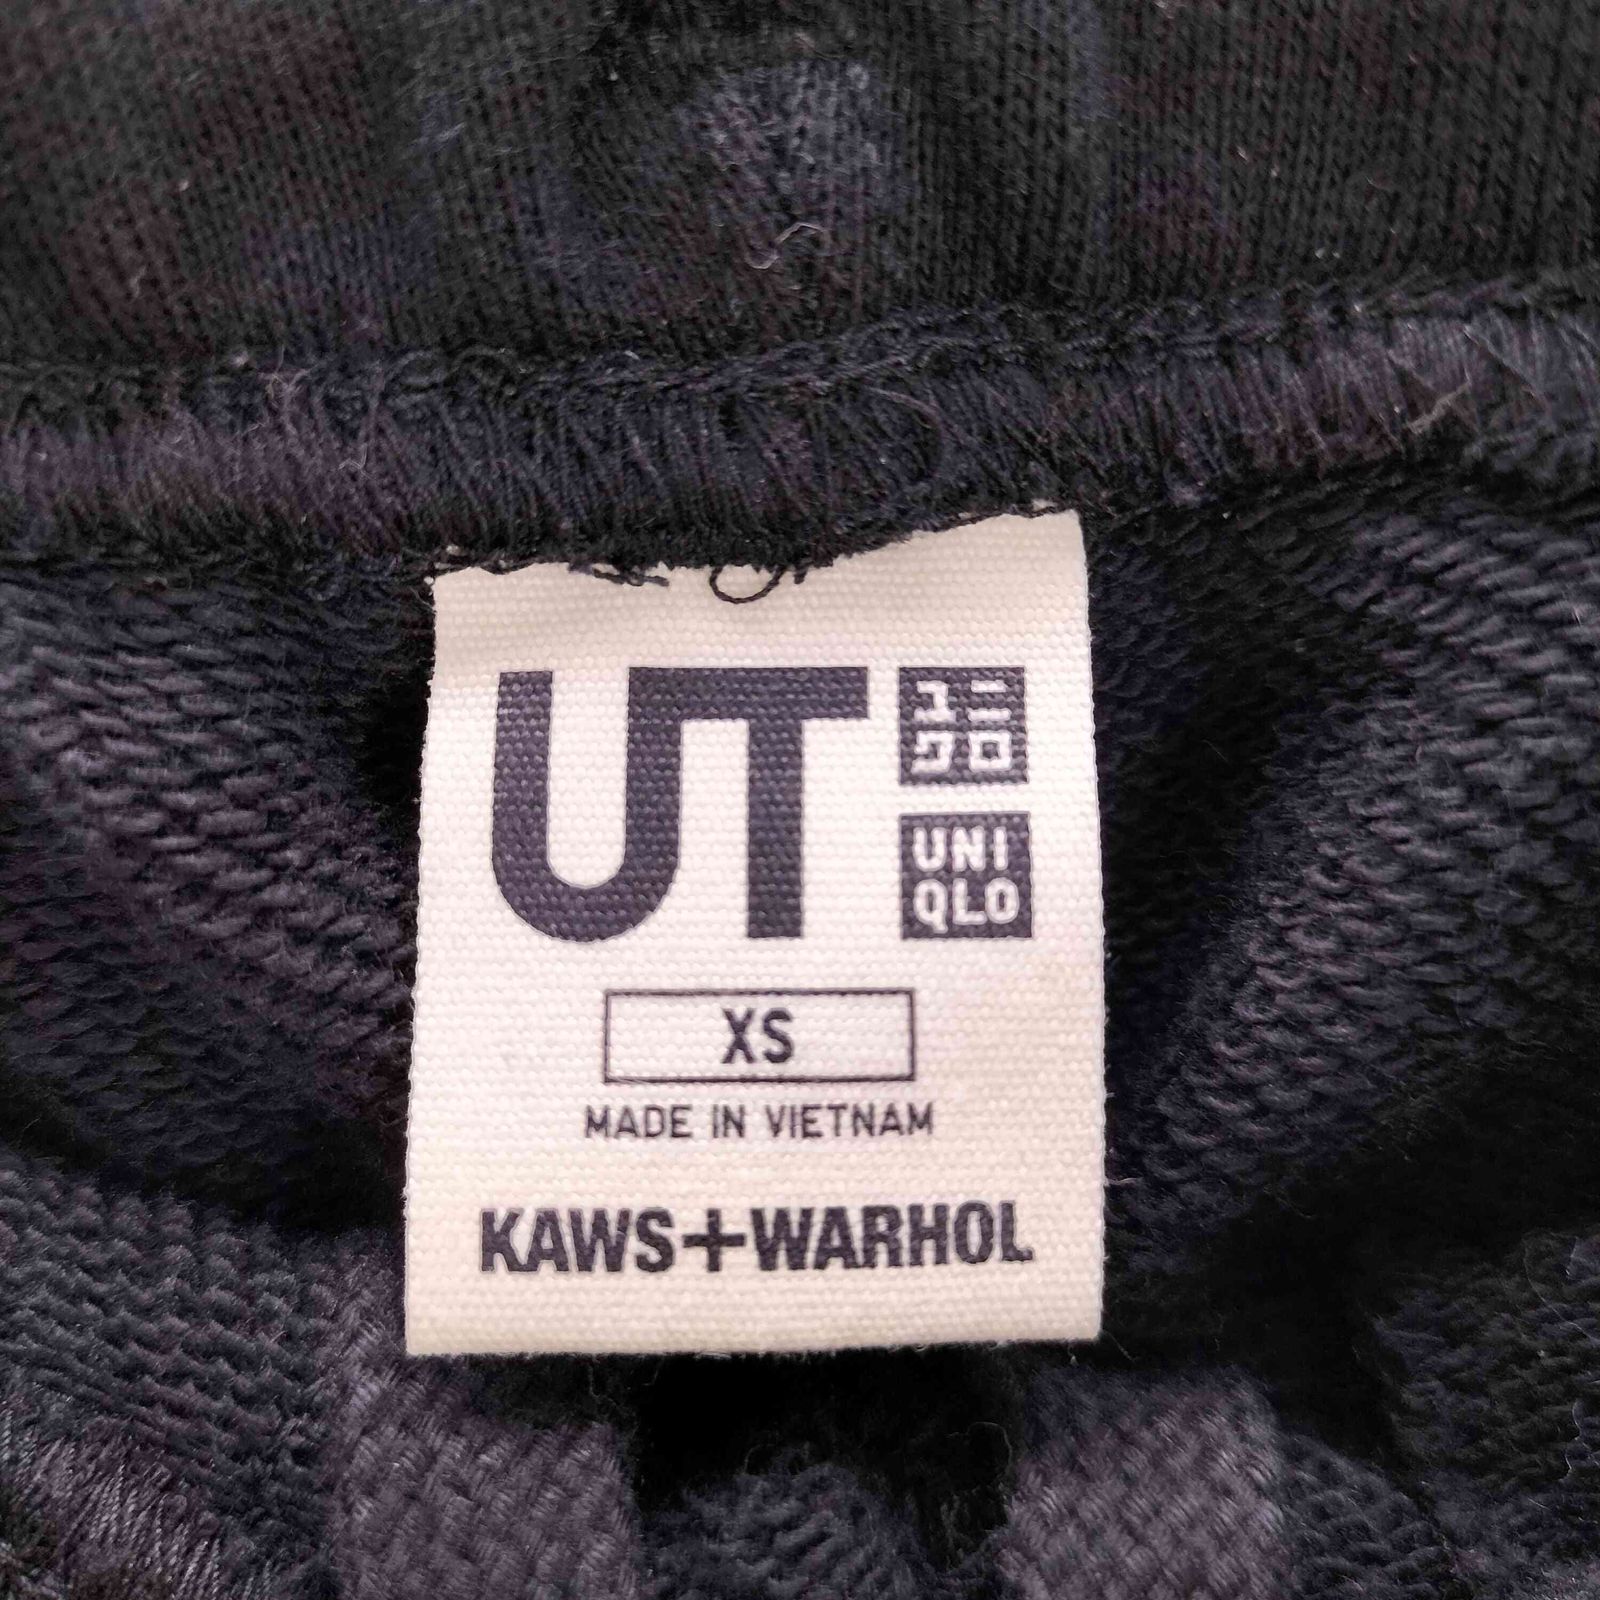 UT
ユニ
クロ
UNI
QLO
XS
MADE IN VIETNAM
KAWS+WARHOL